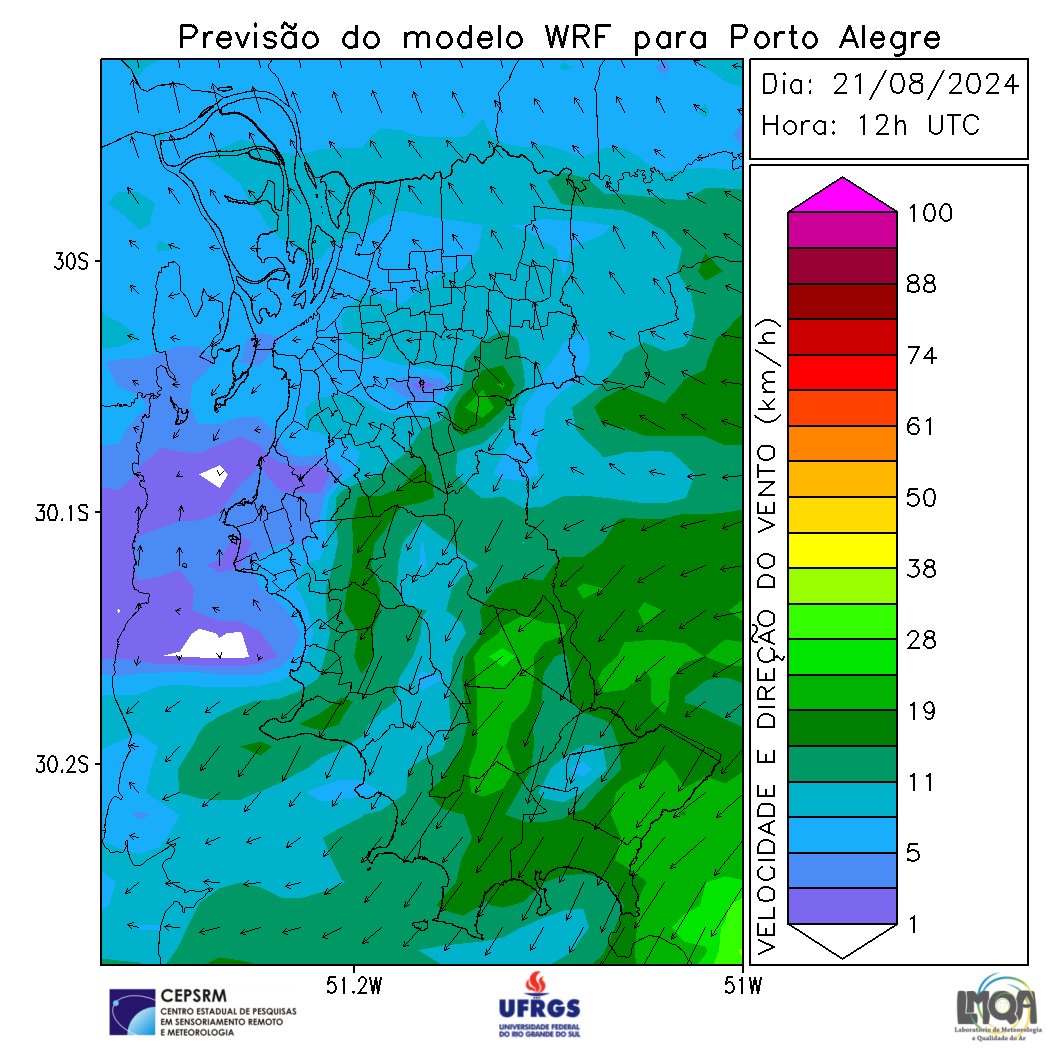 Previsão do modelo WRF para Porto Alegre
Dia: 21/08/2024
Hora: 12h UTC
30S
30.1S
30.2S
51.2W
51W
VELOCIDADE E DIREÇÃO DO VENTO (km/h)
100
88
74
61
50
38
28
19
11
5
1
CEPSRM
CENTRO ESTADUAL DE PESQUISAS
EM SENSORIAMENTO REMOTO
E METEOROLOGIA
UFRGS
UNIVERSIDADE FEDERAL
DO RIO GRANDE DO SUL
LMQA
Laboratório de Meteorologia
e Qualidade do Ar